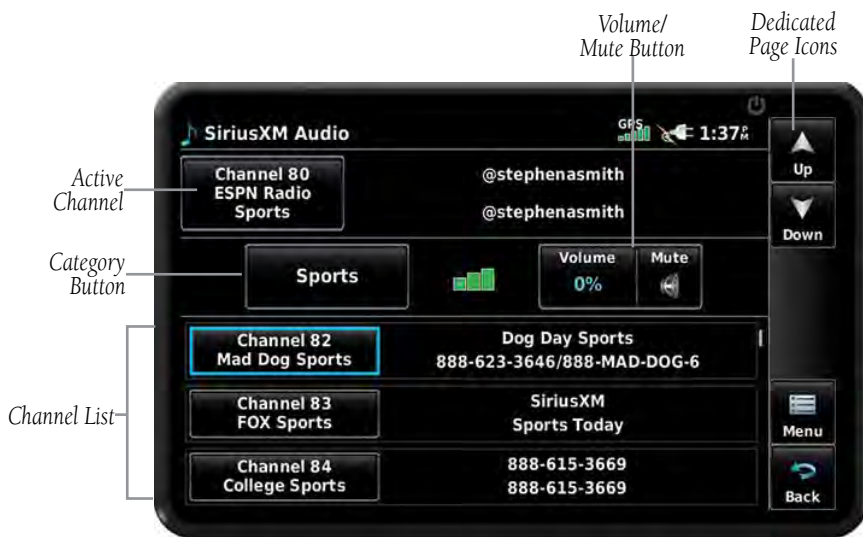 Volume/
Mute Button
Dedicated
Page Icons
SiriusXM Audio
GPS
1:37PM
Up
Active
Channel
Channel 80
ESPN Radio
Sports
@stephenasmith
@stephenasmith
Down
Category
Button
Sports
Volume
0%
Mute
Channel List
Channel 82
Mad Dog Sports
Dog Day Sports
888-623-3646/888-MAD-DOG-6
Channel 83
FOX Sports
SiriusXM
Sports Today
Menu
Channel 84
College Sports
888-615-3669
888-615-3669
Back